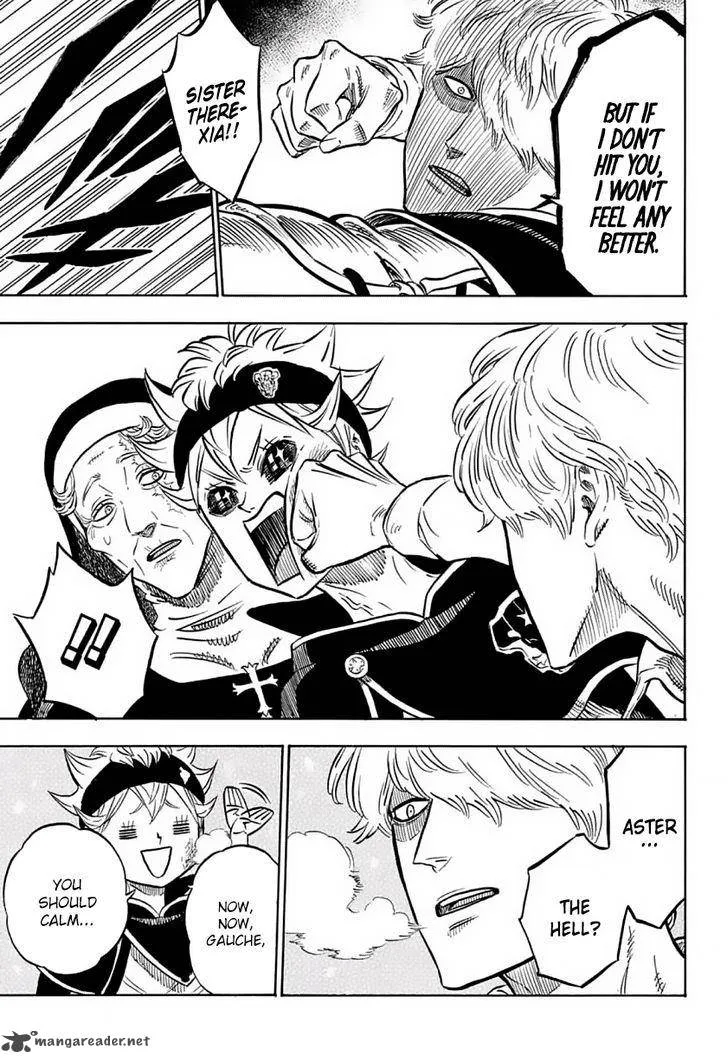 BUT IF
I DON'T
HIT YOU,
I WON'T
FEEL ANY
BETTER.
SISTER
THERE-
XIA!!
!!
ASTER
...
THE
HELL?
NOW,
NOW,
GAUCHE,
YOU
SHOULD
CALM...
mangareader.net